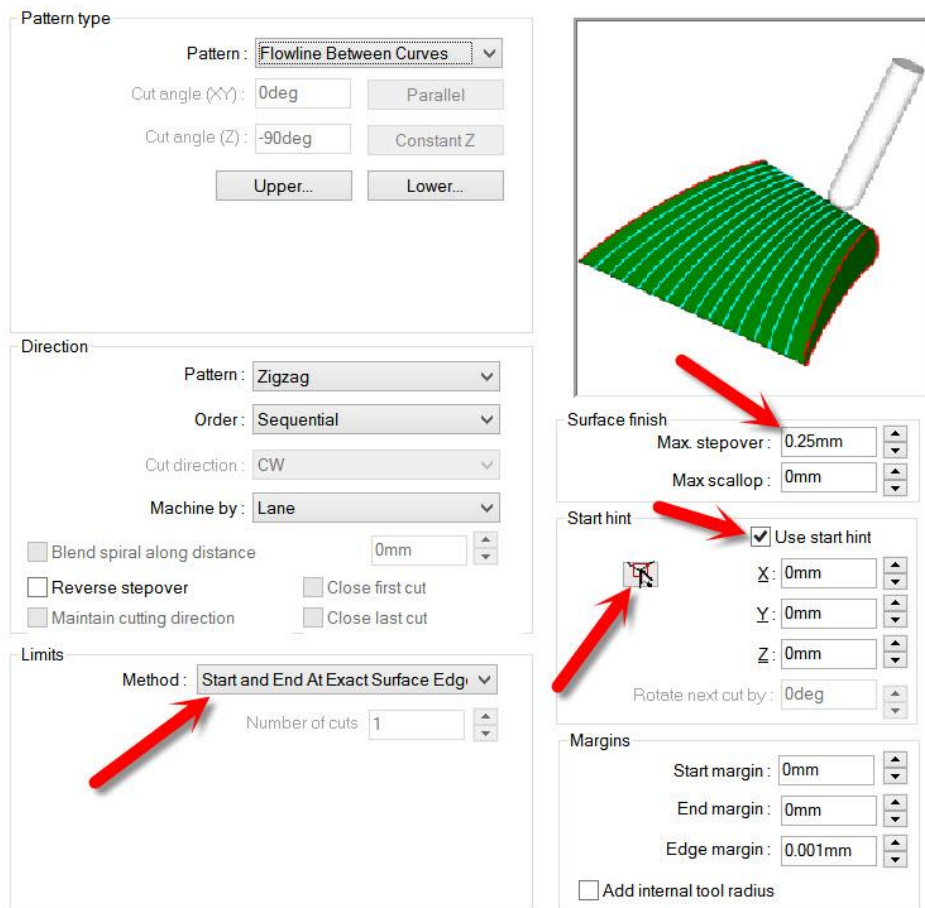 Pattern type
Pattern : Flowline Between Curves
Cut angle (XY) : 0deg Parallel
Cut angle (Z) : -90deg Constant Z
Upper... Lower...
Direction
Pattern : Zigzag
Order : Sequential
Cut direction : CW
Machine by : Lane
Blend spiral along distance 0mm
Reverse stepover Close first cut
Maintain cutting direction Close last cut
Limits
Method : Start and End At Exact Surface Edg
Number of cuts 1
Surface finish
Max. stepover : 0.25mm
Max scallop : 0mm
Start hint
Use start hint
X : 0mm
Y : 0mm
Z : 0mm
Rotate next cut by : 0deg
Margins
Start margin : 0mm
End margin : 0mm
Edge margin : 0.001mm
Add internal tool radius